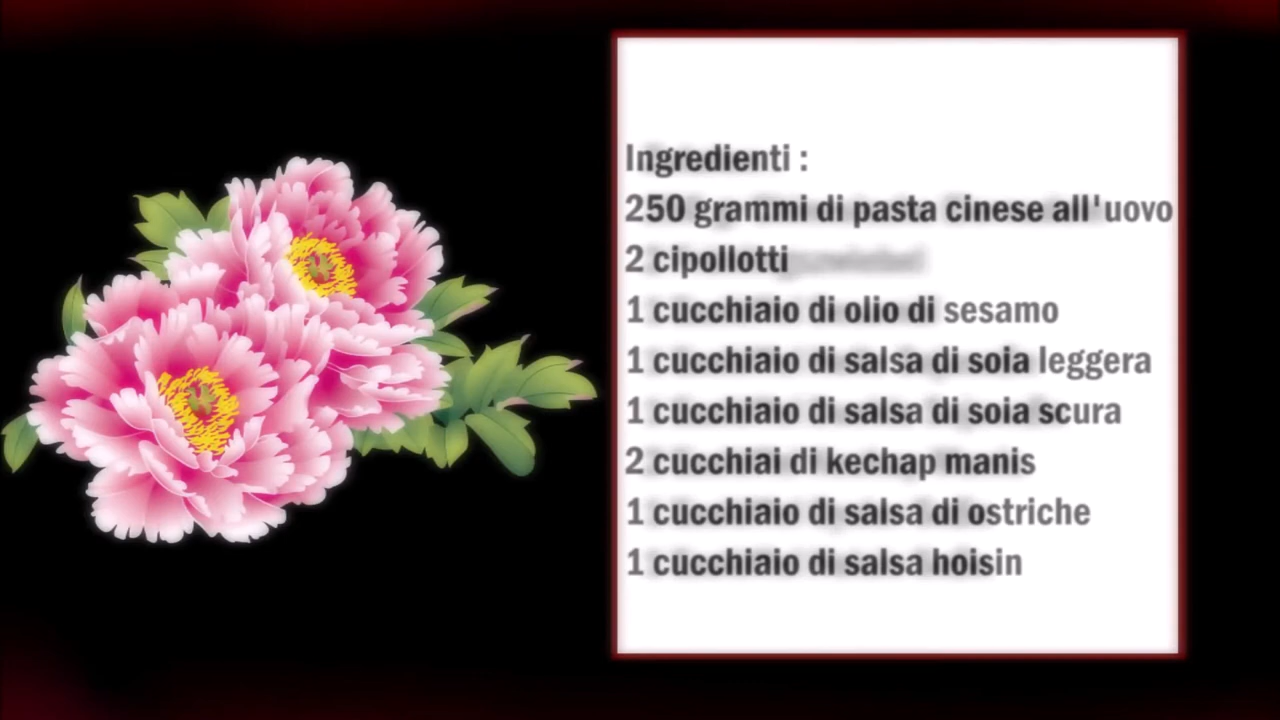 Ingredienti :
250 grammi di pasta cinese all'uovo
2 cipollotti
1 cucchiaio di olio di sesamo
1 cucchiaio di salsa di soia leggera
1 cucchiaio di salsa di soia scura
2 cucchiai di kechap manis
1 cucchiaio di salsa di ostriche
1 cucchiaio di salsa hoisin